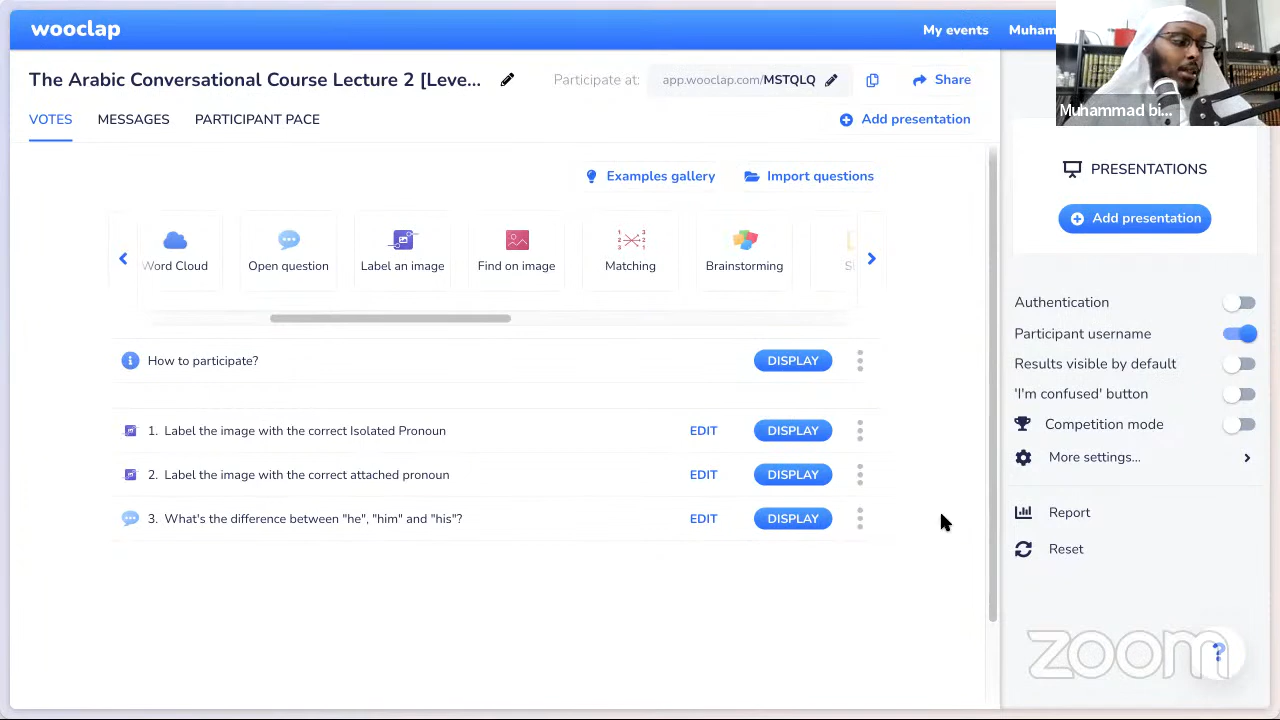 wooclap
My events
Muham
The Arabic Conversational Course Lecture 2 [Leve...
Participate at:
app.wooclap.com/MSTQLQ
Share
Muhammad bi...
VOTES
MESSAGES
PARTICIPANT PACE
Add presentation
Examples gallery
Import questions
Word Cloud
Open question
Label an image
Find on image
Matching
Brainstorming
How to participate?
DISPLAY
1. Label the image with the correct Isolated Pronoun
EDIT
DISPLAY
2. Label the image with the correct attached pronoun
EDIT
DISPLAY
3. What's the difference between "he", "him" and "his"?
EDIT
DISPLAY
PRESENTATIONS
Add presentation
Authentication
Participant username
Results visible by default
'I'm confused' button
Competition mode
More settings...
Report
Reset
zoom
?